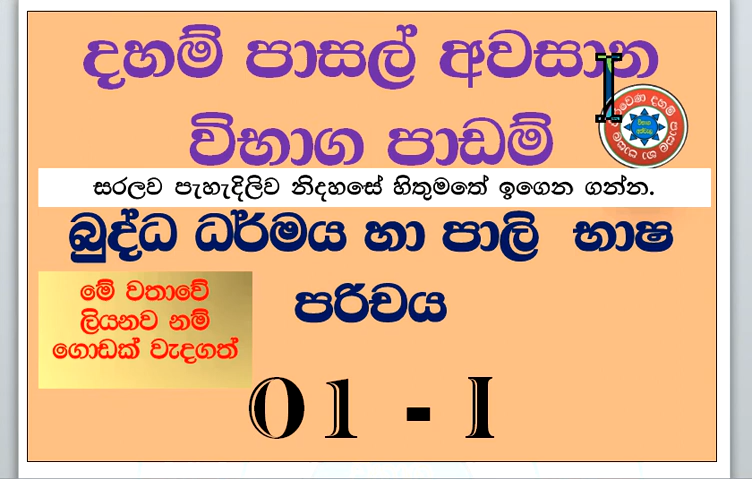 දහම් පාසල් අවසාන
විභාග පාඩම්
සරලව පැහැදිලිව නිදහසේ හිතුමතේ ඉගෙන ගන්න.
බුද්ධ ධර්මය හා පාලි භාෂ
පරිචය
මේ වතාවේ
ලියනව නම්
ගොඩක් වැදගත්
01 - I